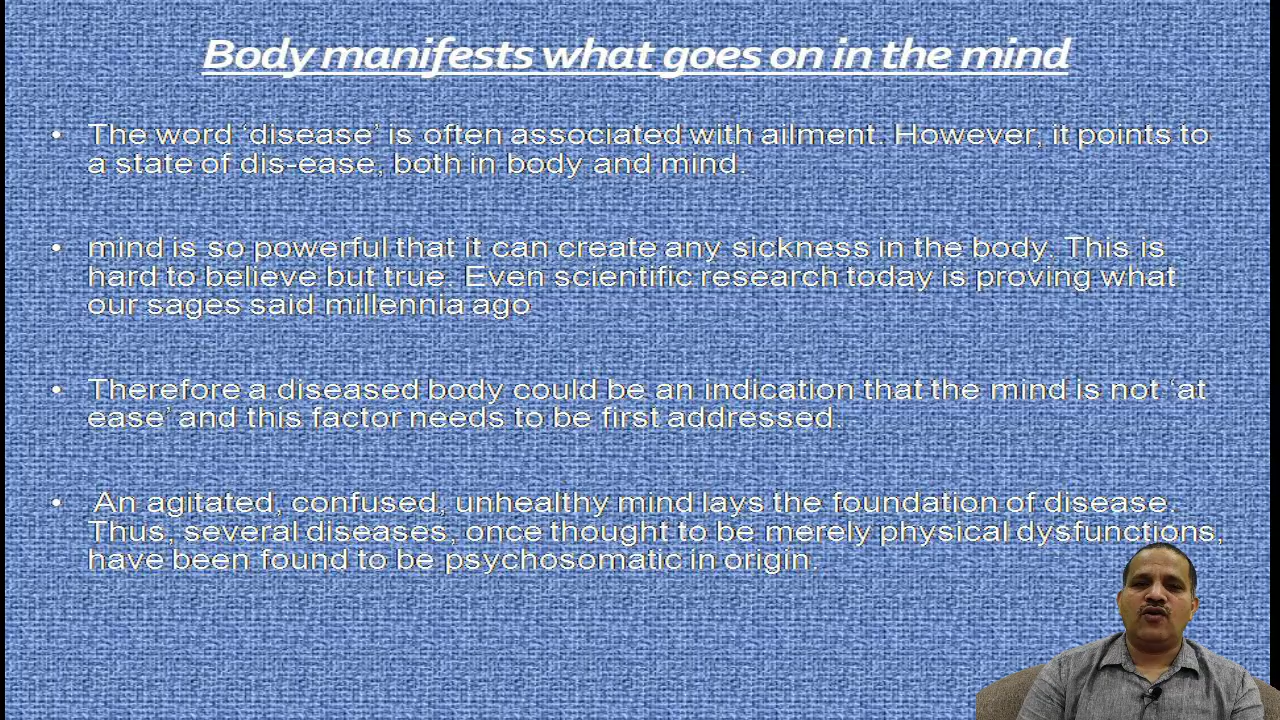 Body manifests what goes on in the mind
• The word ‘disease’ is often associated with ailment. However, it points to
a state of dis-ease, both in body and mind.
• mind is so powerful that it can create any sickness in the body. This is
hard to believe but true. Even scientific research today is proving what
our sages said millennia ago
• Therefore a diseased body could be an indication that the mind is not ‘at
ease’ and this factor needs to be first addressed.
• An agitated, confused, unhealthy mind lays the foundation of disease.
Thus, several diseases, once thought to be merely physical dysfunctions,
have been found to be psychosomatic in origin.